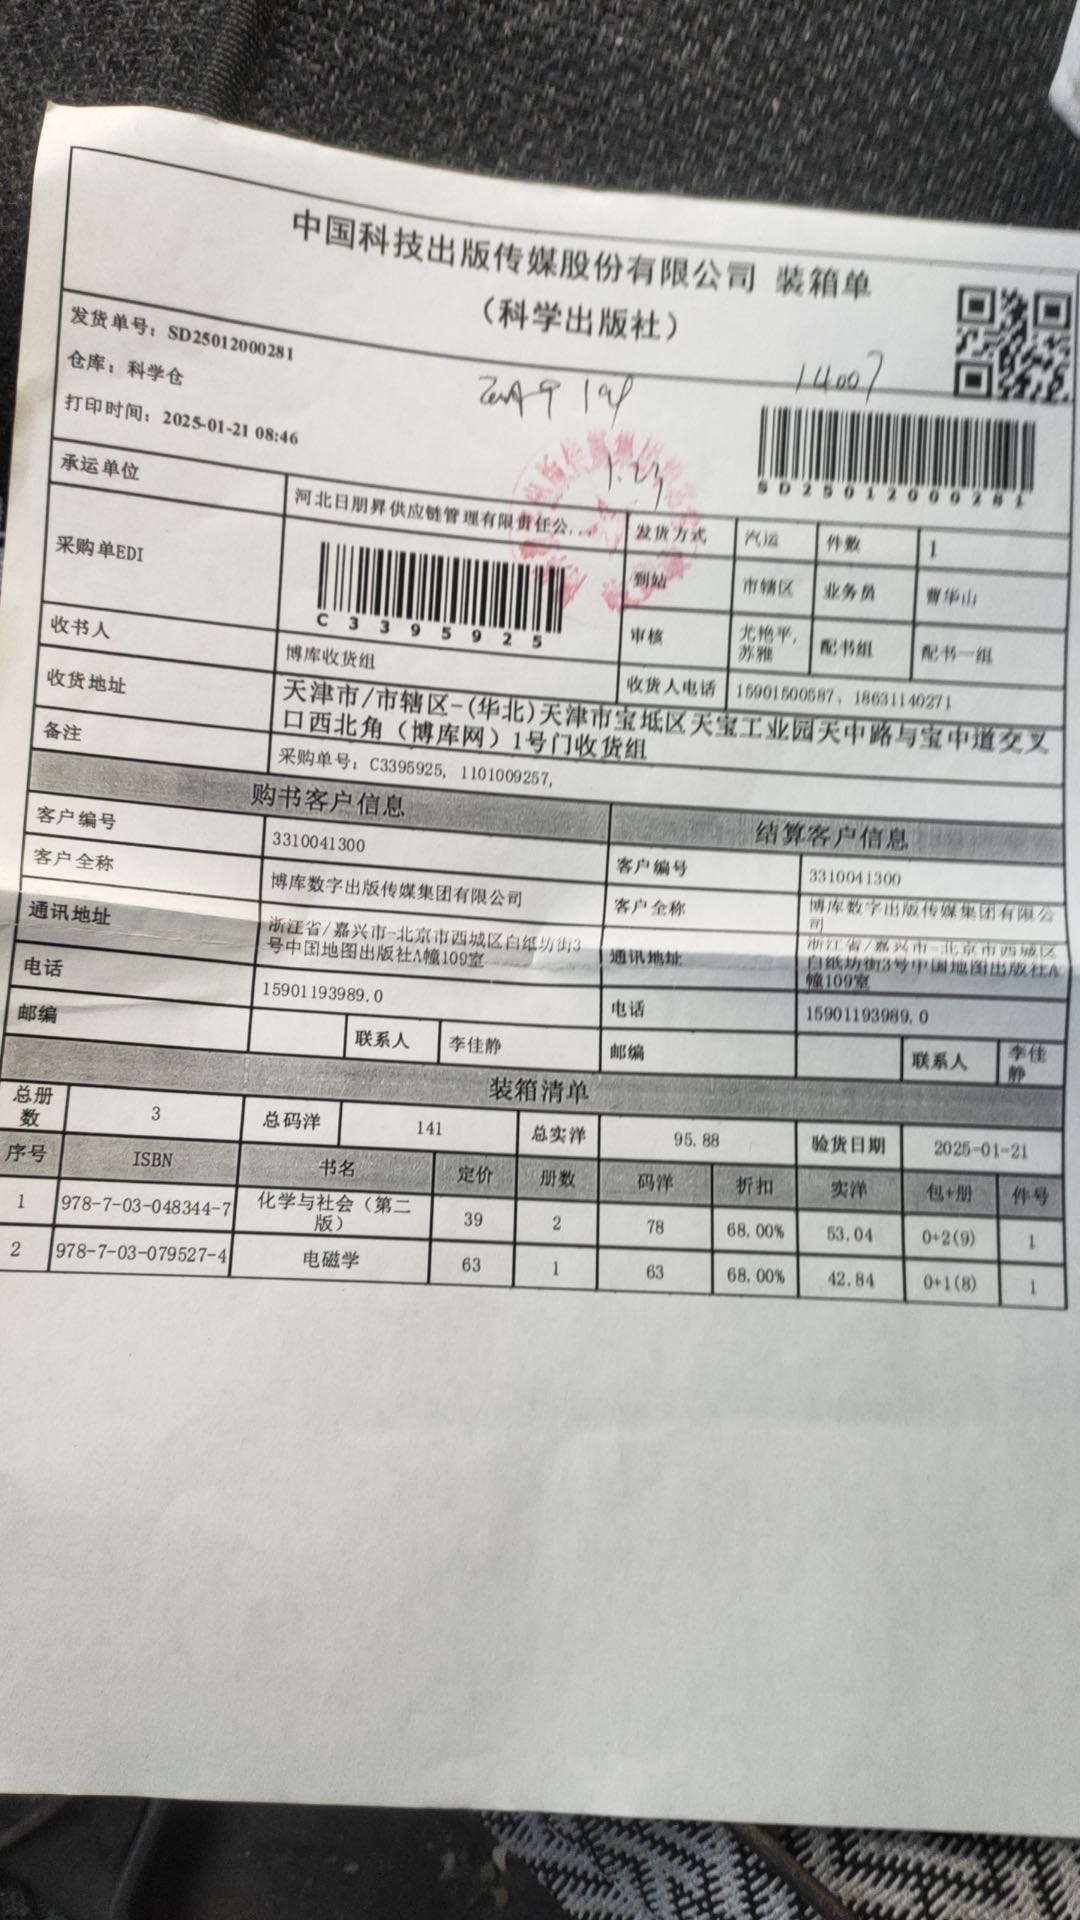 中国科技出版传媒股份有限公司 装箱单
（科学出版社）
发货单号：SD25012000281
仓库：科学仓
打印时间：2025-01-21 08:46
14007
1.23
SD25012000281
承运单位 河北日朋昇供应链管理有限责任公... 发货方式 汽运 件数 1
采购单EDI C3395925 到站 市辖区 业务员 曹华山
审核 尤艳平, 苏雅 配书组 配书一组
收书人 博库收货组 收货人电话 15901500587、18631140271
收货地址 天津市/市辖区-(华北)天津市宝坻区天宝工业园天中路与宝中道交叉
口西北角（博库网）1号门收货组
备注 采购单号：C3395925, 1101009257,
购书客户信息 结算客户信息
客户编号 3310041300 客户编号 3310041300
客户全称 博库数字出版传媒集团有限公司 客户全称 博库数字出版传媒集团有限公司
通讯地址 浙江省/嘉兴市-北京市西城区白纸坊街3号中国地图出版社A幢109室 通讯地址 浙江省/嘉兴市-北京市西城区白纸坊街3号中国地图出版社A幢109室
电话 15901193989.0 电话 15901193989.0
邮编 联系人 李佳静 邮编 联系人 李佳静
装箱清单
总册数 3 总码洋 141 总实洋 95.88 验货日期 2025-01-21
序号 ISBN 书名 定价 册数 码洋 折扣 实洋 包+册 件号
1 978-7-03-048344-7 化学与社会（第二版） 39 2 78 68.00% 53.04 0+2(9) 1
2 978-7-03-079527-4 电磁学 63 1 63 68.00% 42.84 0+1(8) 1